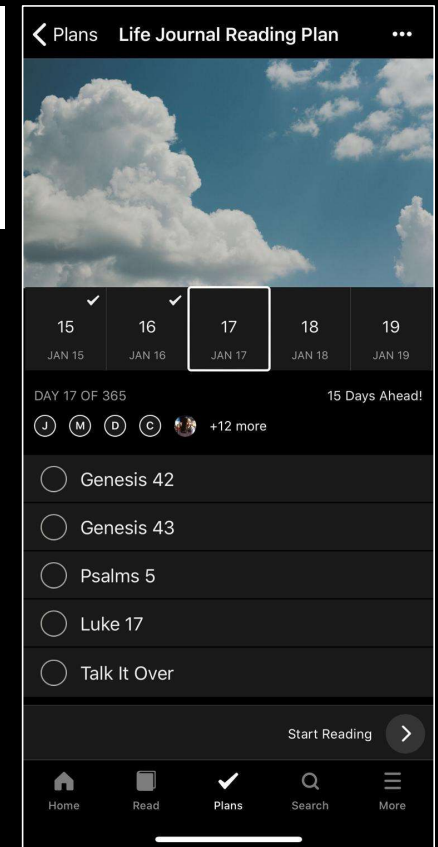 Plans Life Journal Reading Plan
15 16 17 18 19
JAN 15 JAN 16 JAN 17 JAN 18 JAN 19
DAY 17 OF 365 15 Days Ahead!
J M D C +12 more
Genesis 42
Genesis 43
Psalms 5
Luke 17
Talk It Over
Start Reading
Home Read Plans Search More